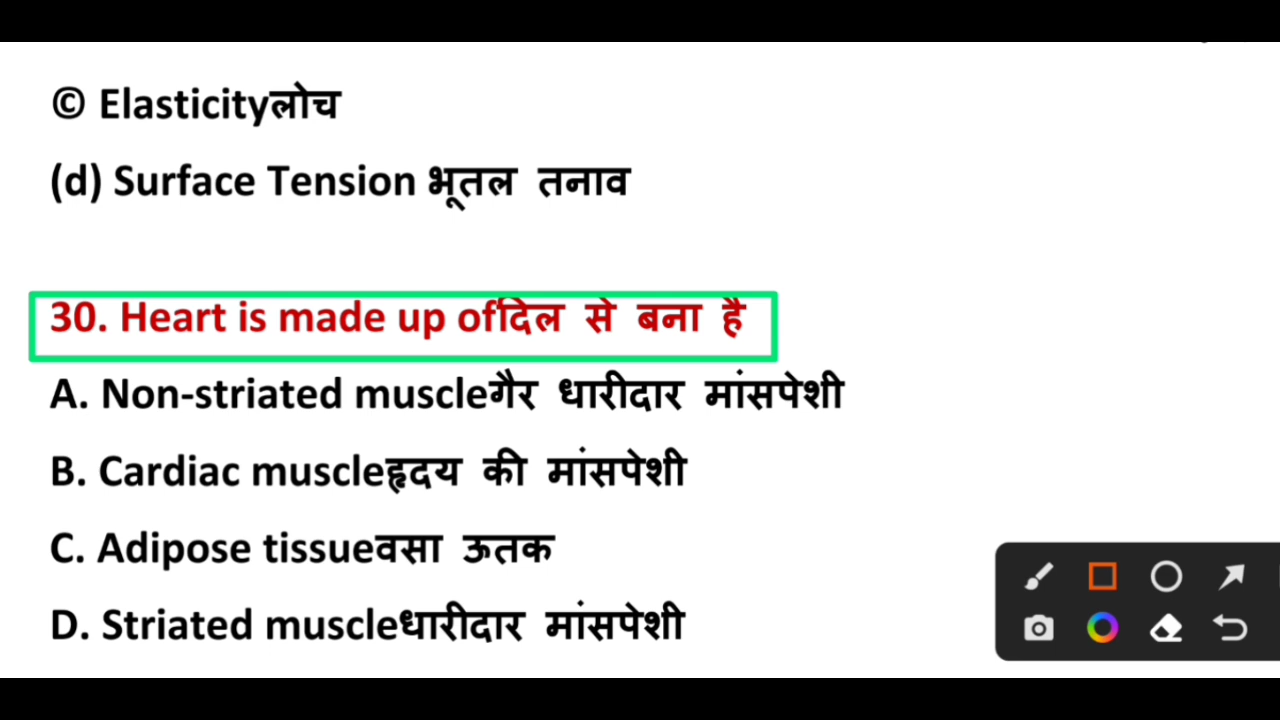 © Elasticityलोच
(d) Surface Tension भूतल तनाव
30. Heart is made up ofदिल से बना है
A. Non-striated muscleगैर धारीदार मांसपेशी
B. Cardiac muscleहृदय की मांसपेशी
C. Adipose tissueवसा ऊतक
D. Striated muscleधारीदार मांसपेशी